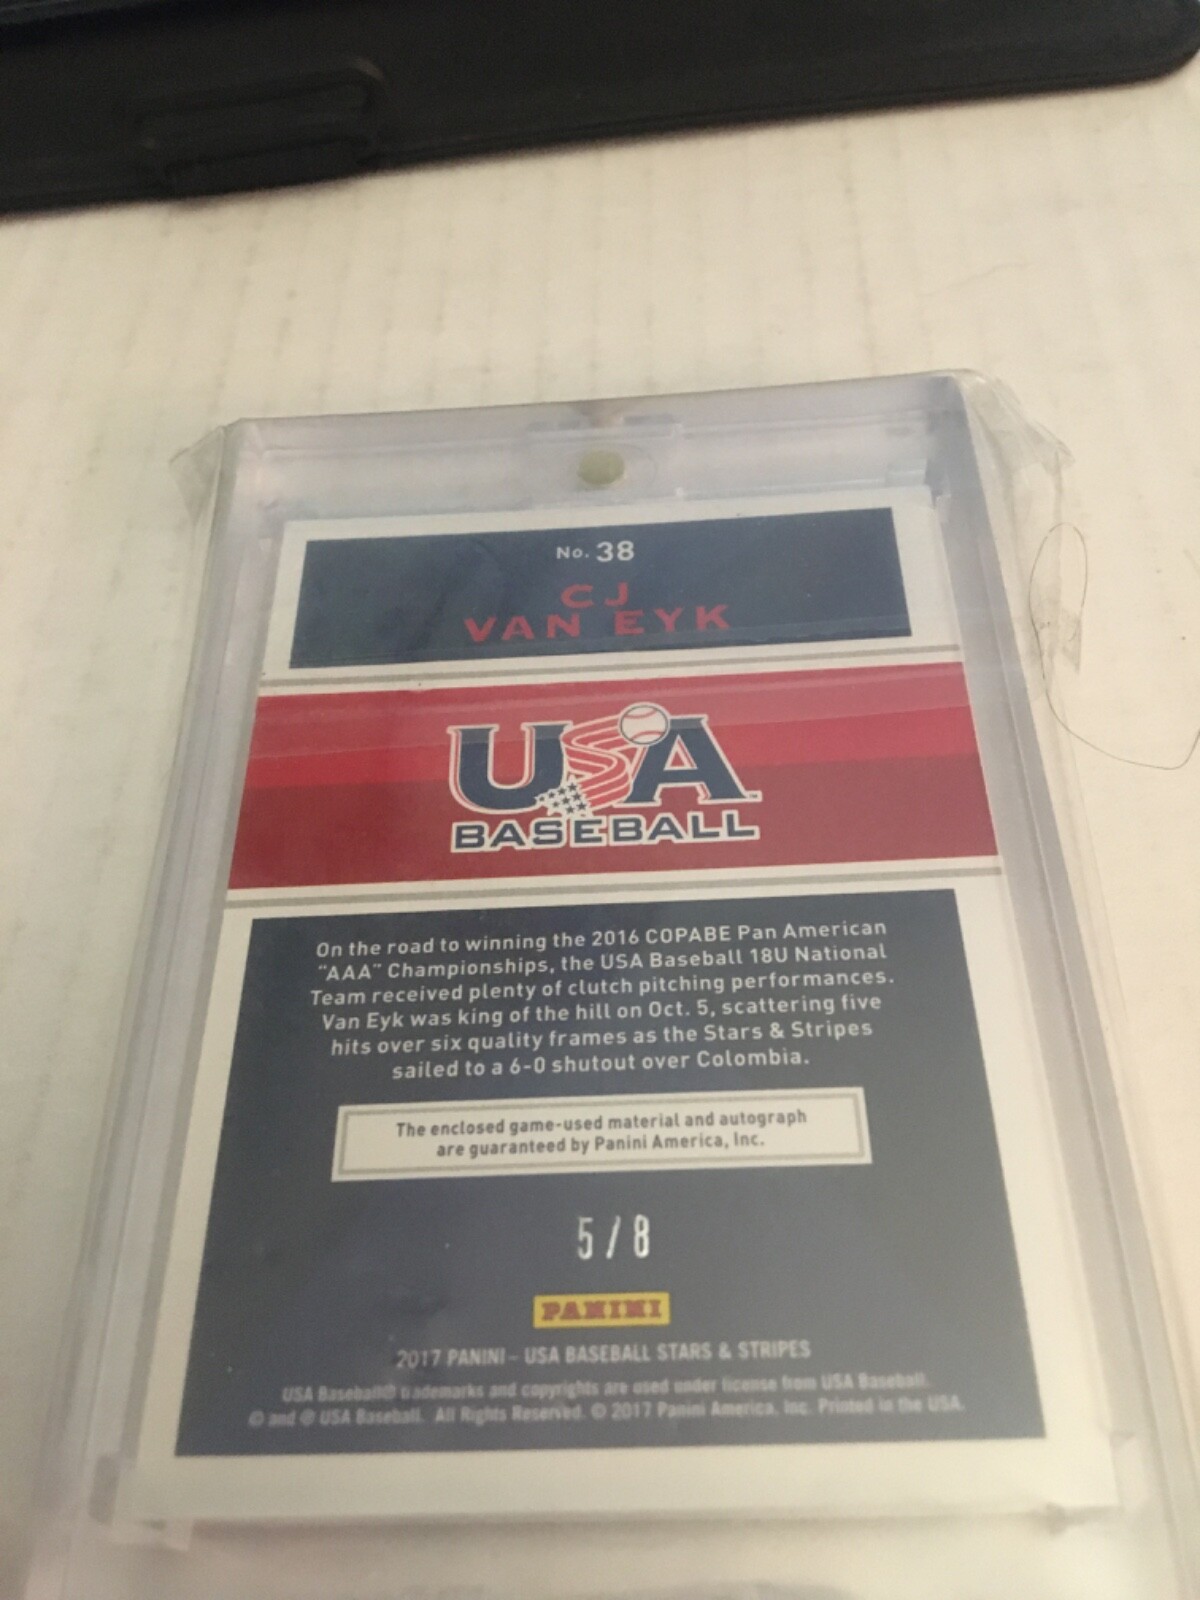 No. 38
CJ
VAN EYK
USA
BASEBALL
On the road to winning the 2016 COPABE Pan American
"AAA" Championships, the USA Baseball 18U National
Team received plenty of clutch pitching performances.
Van Eyk was king of the hill on Oct. 5, scattering five
hits over six quality frames as the Stars & Stripes
sailed to a 6-0 shutout over Colombia.
The enclosed game-used material and autograph
are guaranteed by Panini America, Inc.
5/8
PANINI
2017 PANINI – USA BASEBALL STARS & STRIPES
USA Baseball® trademarks and copyrights are used under license from USA Baseball.
© and ® USA Baseball. All Rights Reserved. © 2017 Panini America, Inc. Printed in the USA.